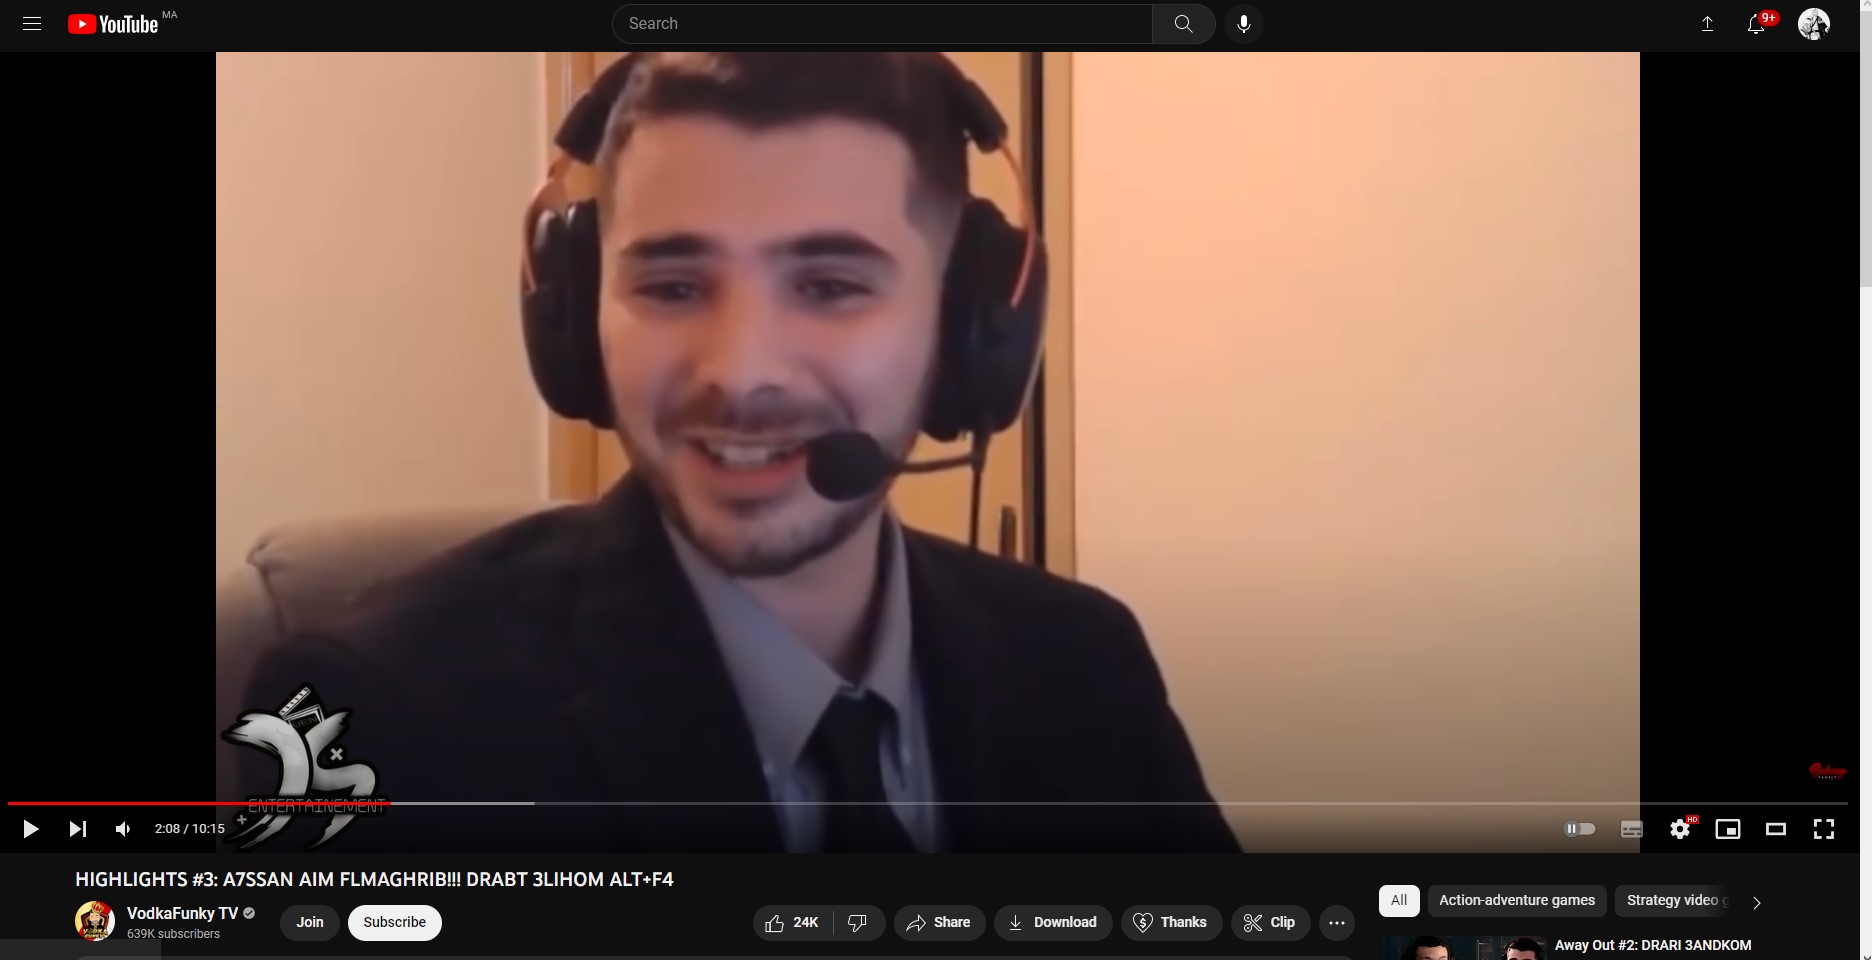 YouTube MA
Search
9+
ENTERTAINEMENT
2:08 / 10:15
HD
HIGHLIGHTS #3: A7SSAN AIM FLMAGHRIB!!! DRABT 3LIHOM ALT+F4
VodkaFunky TV
639K subscribers
Join
Subscribe
24K
Share
Download
Thanks
Clip
All
Action-adventure games
Strategy video
Away Out #2: DRARI 3ANDKOM